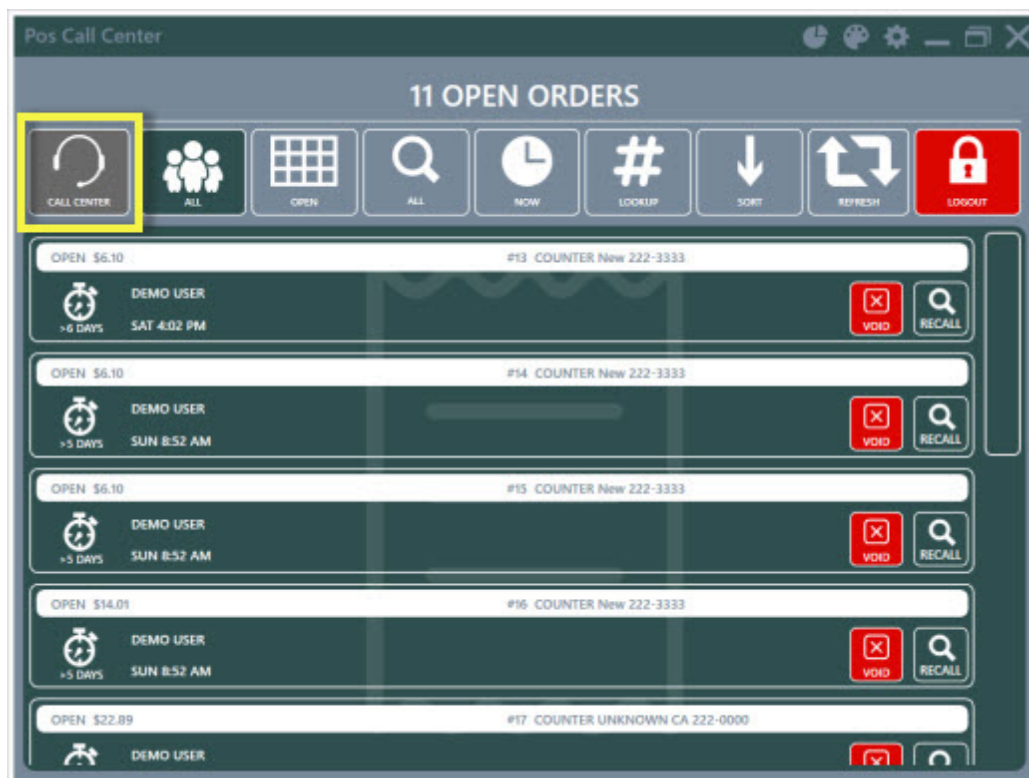 Pos Call Center
11 OPEN ORDERS
CALL CENTER ALL OPEN ALL NOW LOOKUP SORT REFRESH LOGOUT
OPEN $6.10 #13 COUNTER New 222-3333
DEMO USER
>6 DAYS SAT 4:02 PM VOID RECALL
OPEN $6.10 #14 COUNTER New 222-3333
DEMO USER
>5 DAYS SUN 8:52 AM VOID RECALL
OPEN $6.10 #15 COUNTER New 222-3333
DEMO USER
>5 DAYS SUN 8:52 AM VOID RECALL
OPEN $14.01 #16 COUNTER New 222-3333
DEMO USER
>5 DAYS SUN 8:52 AM VOID RECALL
OPEN $22.89 #17 COUNTER UNKNOWN CA 222-0000
DEMO USER